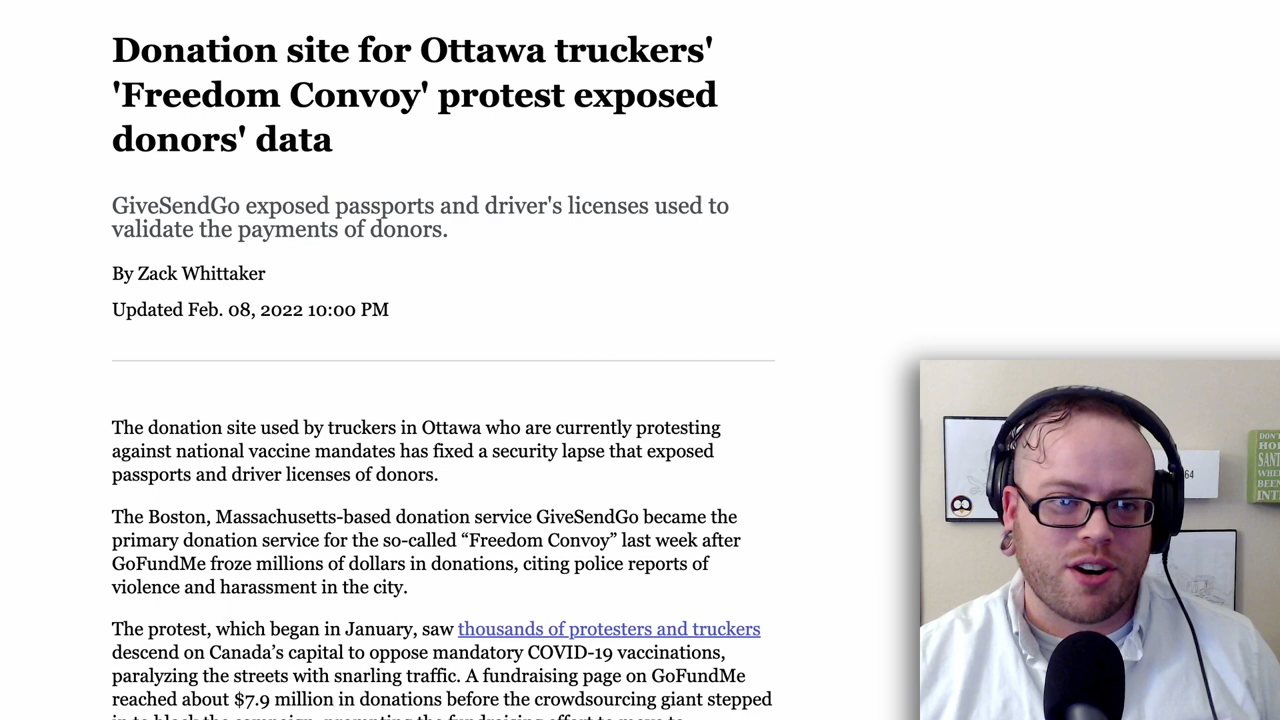 Donation site for Ottawa truckers'
'Freedom Convoy' protest exposed
donors' data
GiveSendGo exposed passports and driver's licenses used to
validate the payments of donors.
By Zack Whittaker
Updated Feb. 08, 2022 10:00 PM
The donation site used by truckers in Ottawa who are currently protesting
against national vaccine mandates has fixed a security lapse that exposed
passports and driver licenses of donors.
The Boston, Massachusetts-based donation service GiveSendGo became the
primary donation service for the so-called “Freedom Convoy” last week after
GoFundMe froze millions of dollars in donations, citing police reports of
violence and harassment in the city.
The protest, which began in January, saw thousands of protesters and truckers
descend on Canada’s capital to oppose mandatory COVID-19 vaccinations,
paralyzing the streets with snarling traffic. A fundraising page on GoFundMe
reached about $7.9 million in donations before the crowdsourcing giant stepped
64